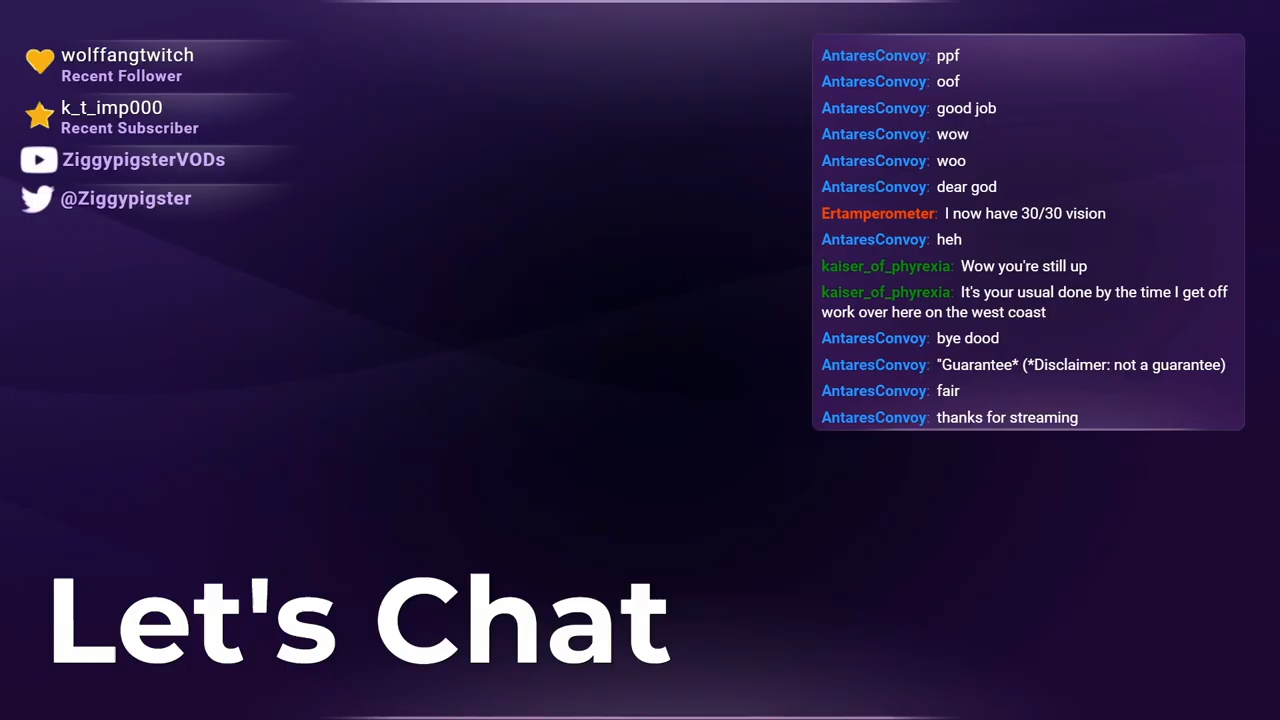 wolffangtwitch
Recent Follower
k_t_imp000
Recent Subscriber
ZiggypigsterVODs
@Ziggypigster
AntaresConvoy: ppf
AntaresConvoy: oof
AntaresConvoy: good job
AntaresConvoy: wow
AntaresConvoy: woo
AntaresConvoy: dear god
Ertamperometer: I now have 30/30 vision
AntaresConvoy: heh
kaiser_of_phyrexia: Wow you're still up
kaiser_of_phyrexia: It's your usual done by the time I get off
work over here on the west coast
AntaresConvoy: bye dood
AntaresConvoy: "Guarantee* (*Disclaimer: not a guarantee)
AntaresConvoy: fair
AntaresConvoy: thanks for streaming
Let's Chat